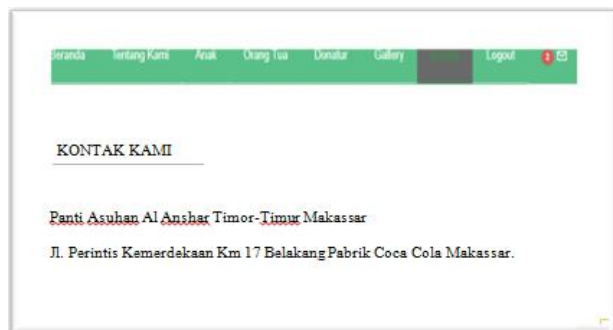 Beranda Tentang Kami Anak Orang Tua Donatur Gallery Logout 2
KONTAK KAMI
Panti Asuhan Al Anshar Timor-Timur Makassar
Jl. Perintis Kemerdekaan Km 17 Belakang Pabrik Coca Cola Makassar.